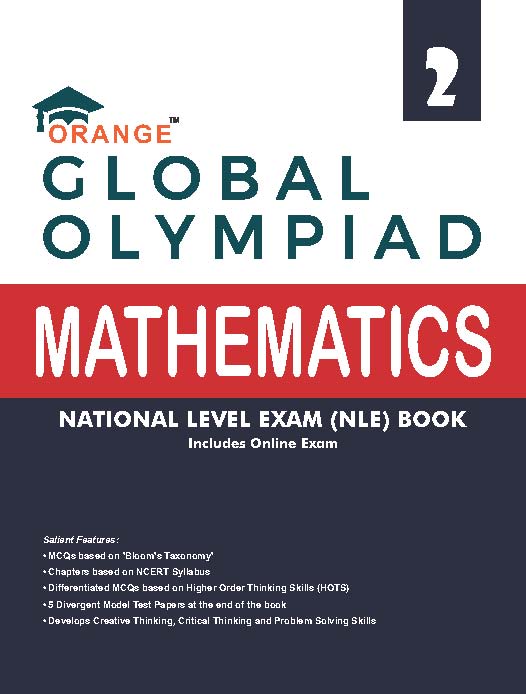 2
ORANGE™
GLOBAL
OLYMPIAD
MATHEMATICS
NATIONAL LEVEL EXAM (NLE) BOOK
Includes Online Exam
Salient Features:
• MCQs based on 'Bloom's Taxonomy'
• Chapters based on NCERT Syllabus
• Differentiated MCQs based on Higher Order Thinking Skills (HOTS)
• 5 Divergent Model Test Papers at the end of the book
• Develops Creative Thinking, Critical Thinking and Problem Solving Skills